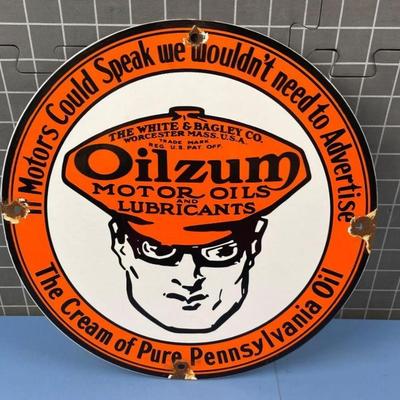 If Motors Could Speak we wouldn't need to Advertise
THE WHITE & BAGLEY CO.
WORCESTER MASS. U.S.A.
TRADE MARK
REG U.S. PAT. OFF.
Oilzum
MOTOR OILS
AND
LUBRICANTS
The Cream of Pure Pennsylvania Oil